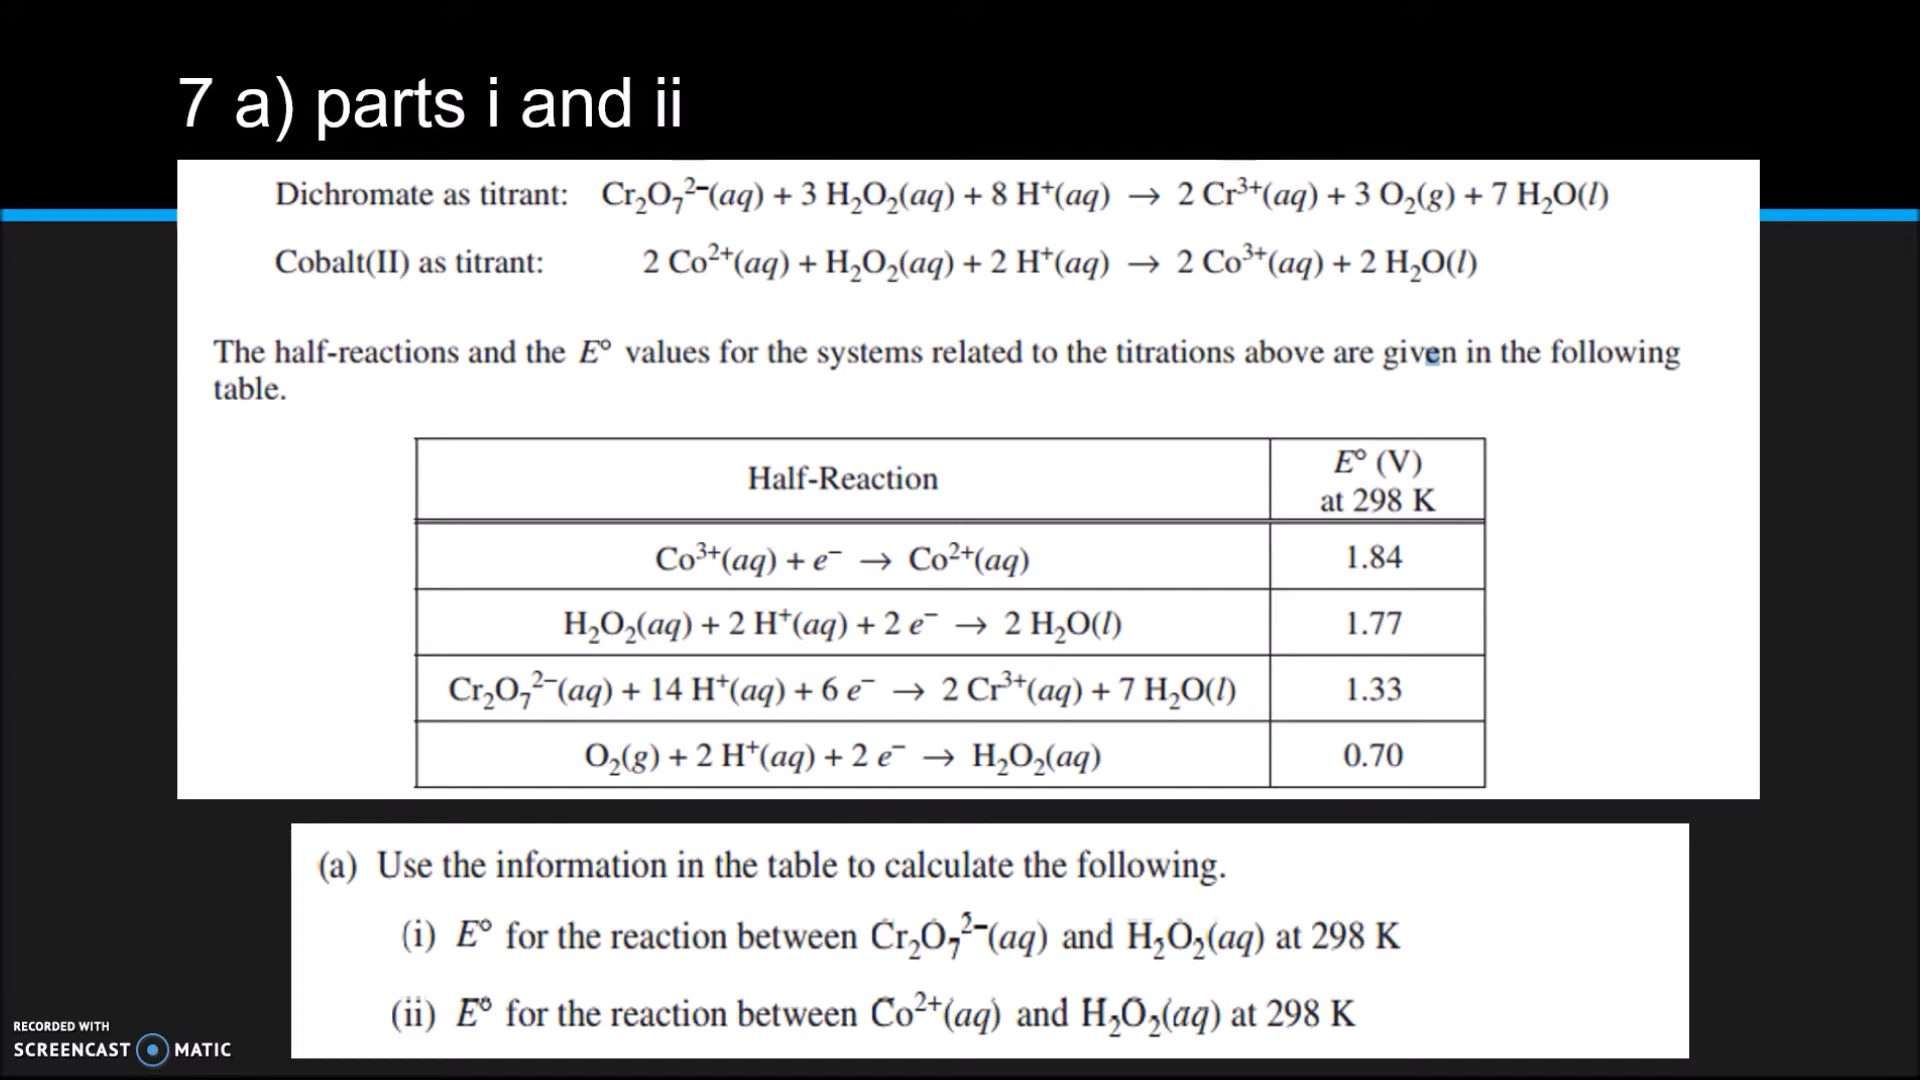 7 a) parts i and ii
Dichromate as titrant: Cr₂O₇²⁻(aq) + 3 H₂O₂(aq) + 8 H⁺(aq) → 2 Cr³⁺(aq) + 3 O₂(g) + 7 H₂O(l)
Cobalt(II) as titrant: 2 Co²⁺(aq) + H₂O₂(aq) + 2 H⁺(aq) → 2 Co³⁺(aq) + 2 H₂O(l)
The half-reactions and the E° values for the systems related to the titrations above are given in the following
table.
Half-Reaction E° (V)
at 298 K
Co³⁺(aq) + e⁻ → Co²⁺(aq) 1.84
H₂O₂(aq) + 2 H⁺(aq) + 2 e⁻ → 2 H₂O(l) 1.77
Cr₂O₇²⁻(aq) + 14 H⁺(aq) + 6 e⁻ → 2 Cr³⁺(aq) + 7 H₂O(l) 1.33
O₂(g) + 2 H⁺(aq) + 2 e⁻ → H₂O₂(aq) 0.70
(a) Use the information in the table to calculate the following.
(i) E° for the reaction between Cr₂O₇²⁻(aq) and H₂O₂(aq) at 298 K
(ii) E° for the reaction between Co²⁺(aq) and H₂O₂(aq) at 298 K
RECORDED WITH
SCREENCAST MATIC